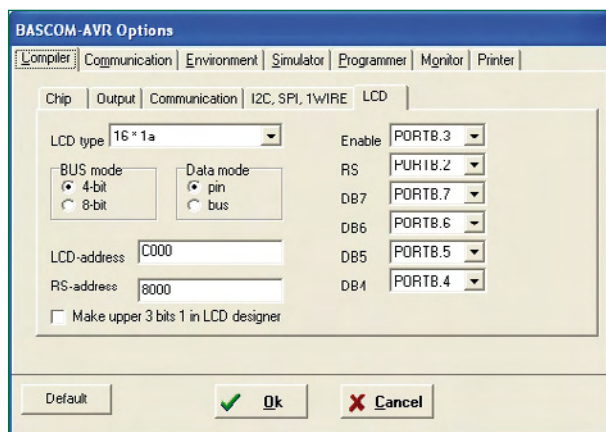 BASCOM-AVR Options
Compiler Communication Environment Simulator Programmer Monitor Printer
Chip Output Communication I2C, SPI, 1WIRE LCD
LCD type 16 * 1a
BUS mode
4-bit
8-bit
Data mode
pin
bus
LCD-address C000
RS-address 8000
Make upper 3 bits 1 in LCD designer
Enable PORTB.3
RS PORTB.2
DB7 PORTB.7
DB6 PORTB.6
DB5 PORTB.5
DB4 PORTB.4
Default Ok Cancel